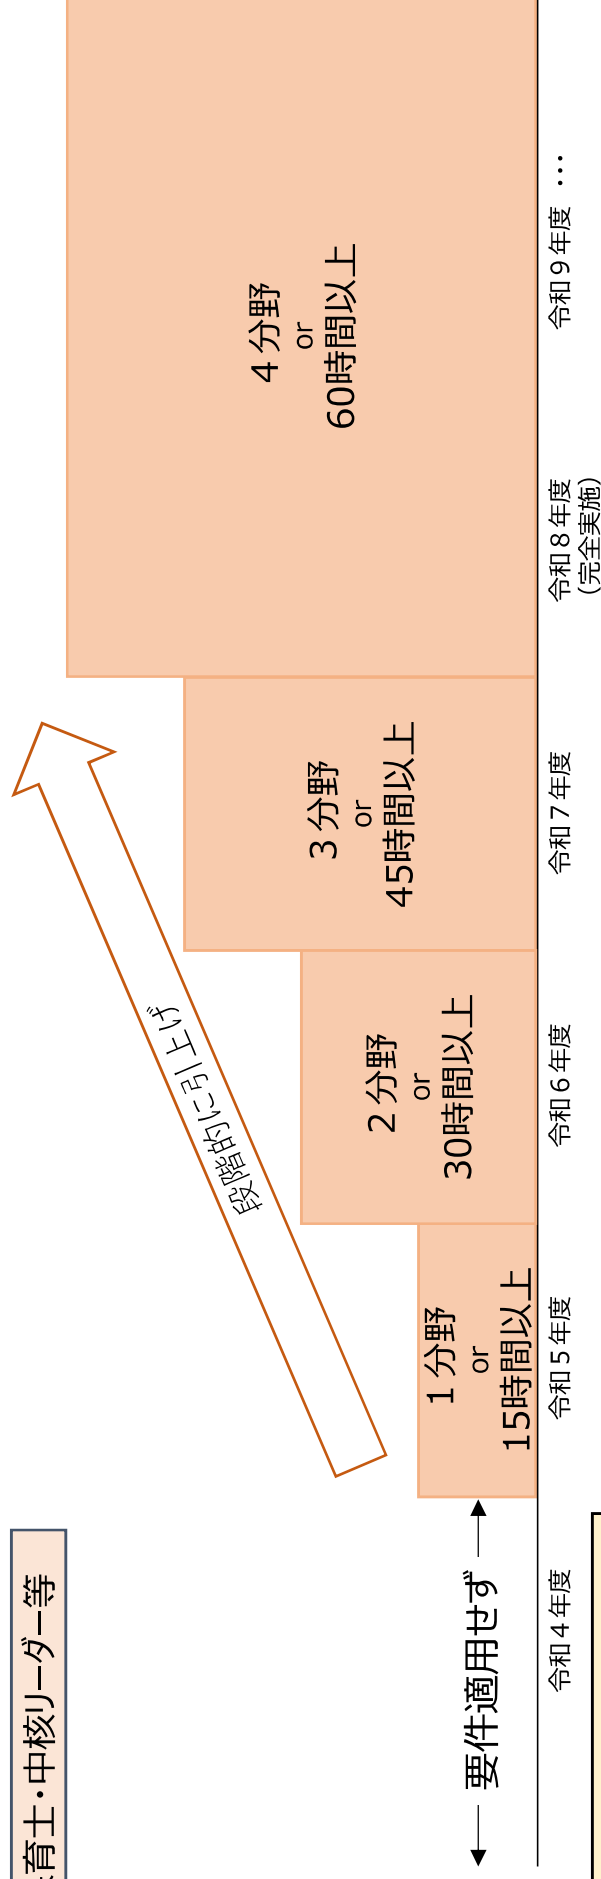 育士・中核リーダー等
段階的に引上げ
要件適用せず
１分野
or
15時間以上
２分野
or
30時間以上
３分野
or
45時間以上
４分野
or
60時間以上
令和４年度
令和５年度
令和６年度
令和７年度
令和８年度
（完全実施）
令和９年度 …